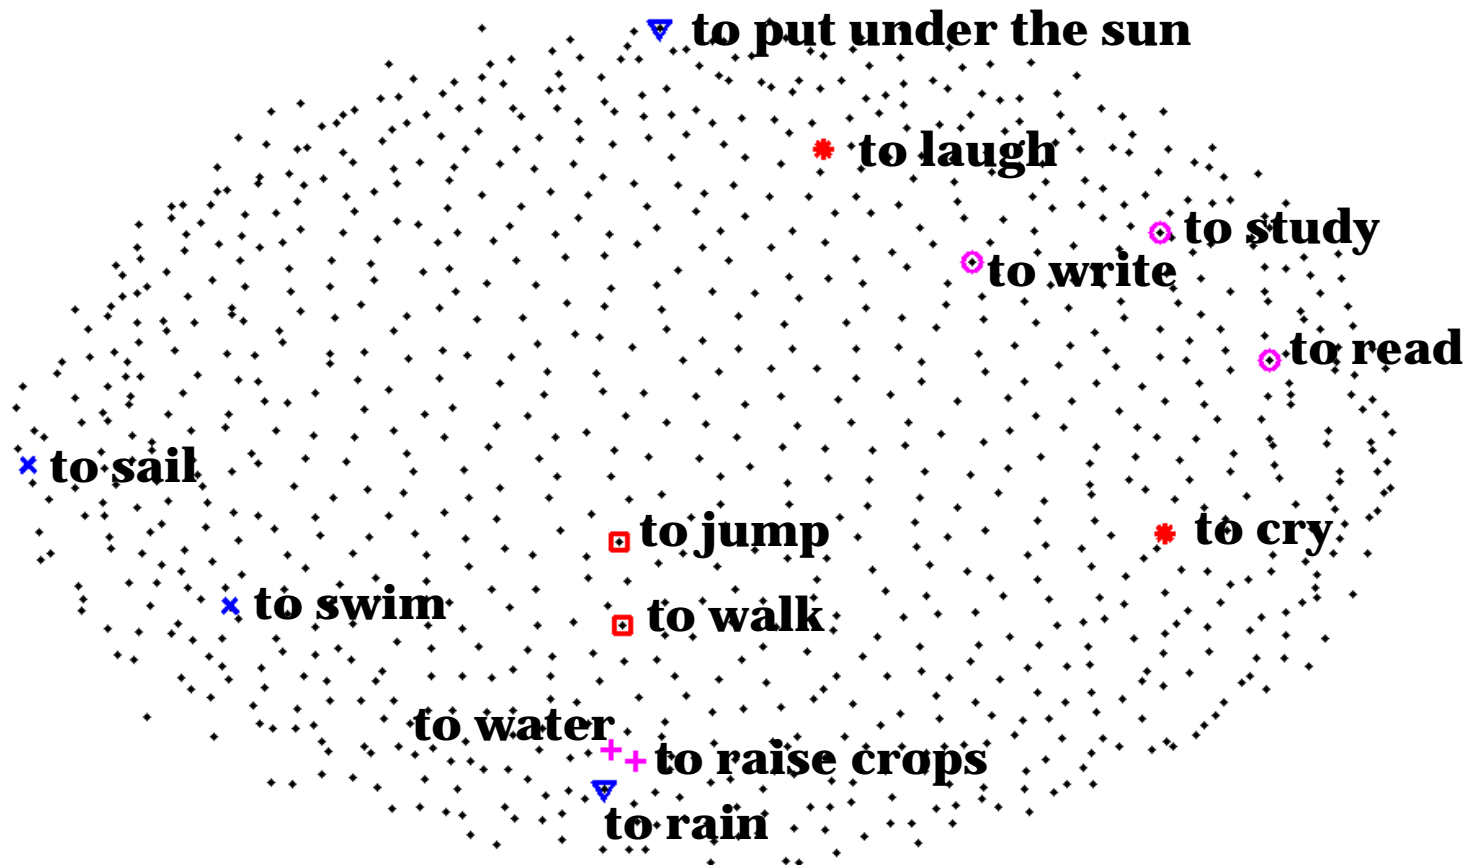 to put under the sun
to laugh
to study
to write
to read
to sail
to jump
to cry
to swim
to walk
to water
to raise crops
to rain